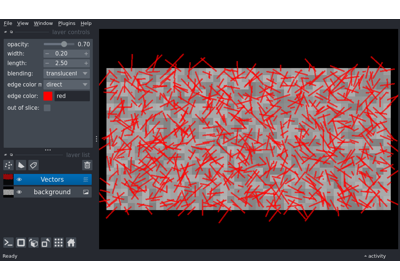 File View Window Plugins Help
layer controls
opacity: 0.70
width: 0.20
length: 2.50
blending: translucent
edge color m direct
edge color: red
out of slice:
layer list
Vectors
background
Ready
activity